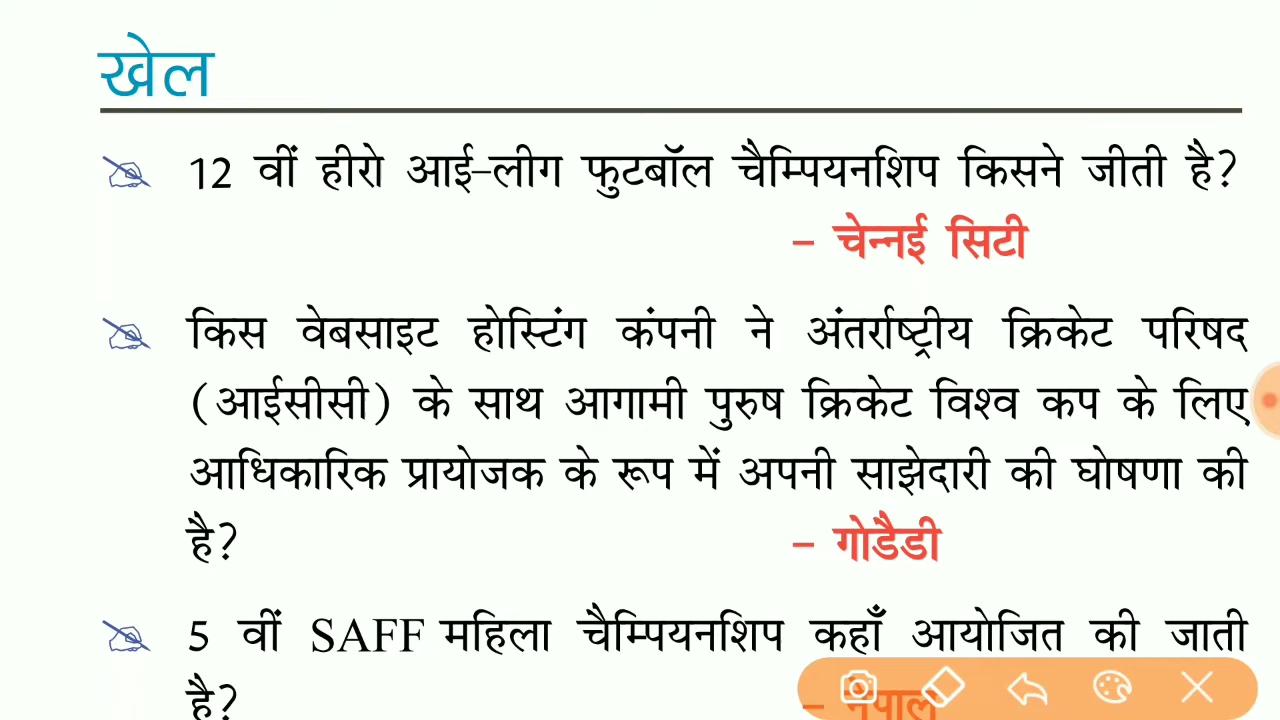 खेल
12 वीं हीरो आई-लीग फुटबॉल चैम्पियनशिप किसने जीती है?
- चेन्नई सिटी
किस वेबसाइट होस्टिंग कंपनी ने अंतर्राष्ट्रीय क्रिकेट परिषद
(आईसीसी) के साथ आगामी पुरुष क्रिकेट विश्व कप के लिए
आधिकारिक प्रायोजक के रूप में अपनी साझेदारी की घोषणा की
है? - गोडैडी
5 वीं SAFF महिला चैम्पियनशिप कहाँ आयोजित की जाती
है? - नेपाल